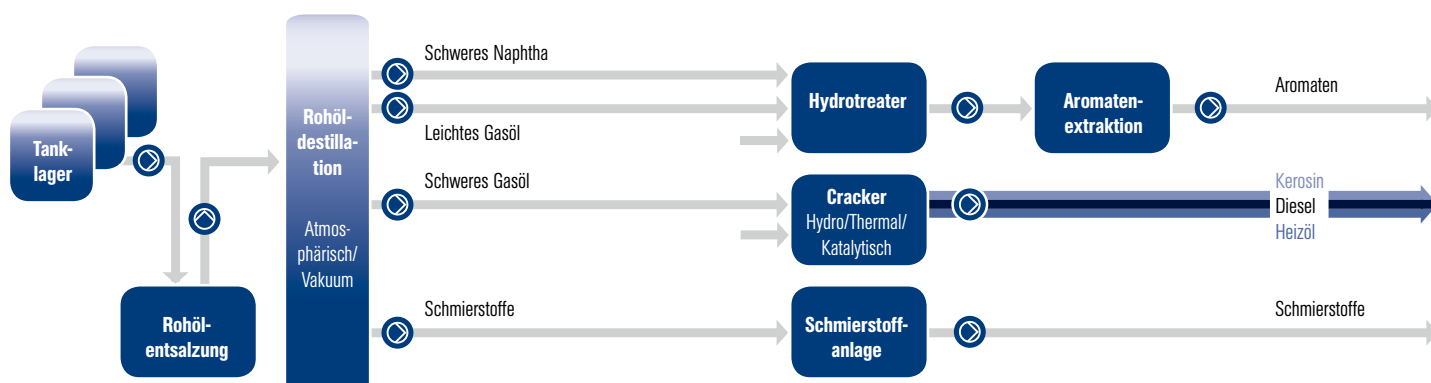 Tank-
lager
Rohöl-
entsalzung
Rohöl-
destilla-
tion
Atmos-
phärisch/
Vakuum
Schweres Naphtha
Leichtes Gasöl
Schweres Gasöl
Schmierstoffe
Hydrotreater
Aromaten-
extraktion
Aromaten
Cracker
Hydro/Thermal/
Katalytisch
Kerosin
Diesel
Heizöl
Schmierstoff-
anlage
Schmierstoffe